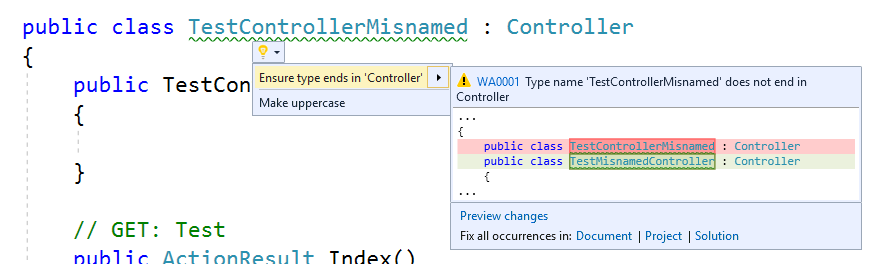 public class TestControllerMisnamed : Controller
{
public TestCon
{
}
// GET: Test
public ActionResult Index()
Ensure type ends in 'Controller'
Make uppercase
WA0001 Type name 'TestControllerMisnamed' does not end in
Controller
...
{
public class TestControllerMisnamed : Controller
public class TestMisnamedController : Controller
{
...
Preview changes
Fix all occurrences in: Document | Project | Solution